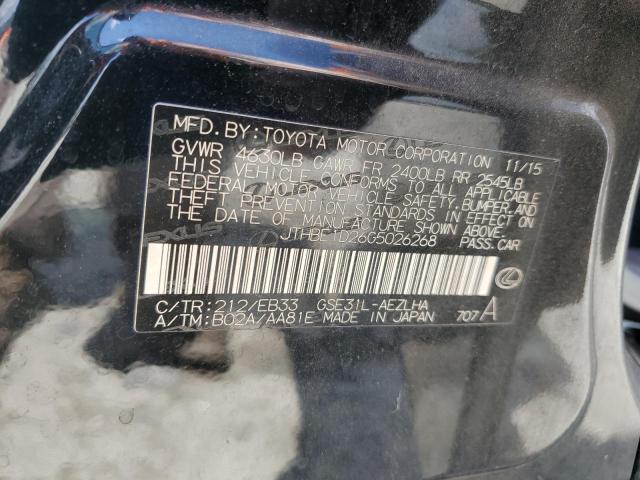 MFD. BY: TOYOTA MOTOR CORPORATION 11/15
GVWR 4630LB GAWR FR 2400LB RR 2545LB
THIS VEHICLE CONFORMS TO ALL APPLICABLE
FEDERAL MOTOR VEHICLE SAFETY, BUMPER, AND
THEFT PREVENTION STANDARDS IN EFFECT ON
THE DATE OF MANUFACTURE SHOWN ABOVE.
JTHBE1D26G5026268 PASS.CAR
C/TR:212/EB33 GSE31L-AEZLHA
A/TM:B02A/AA81E MADE IN JAPAN 707 A